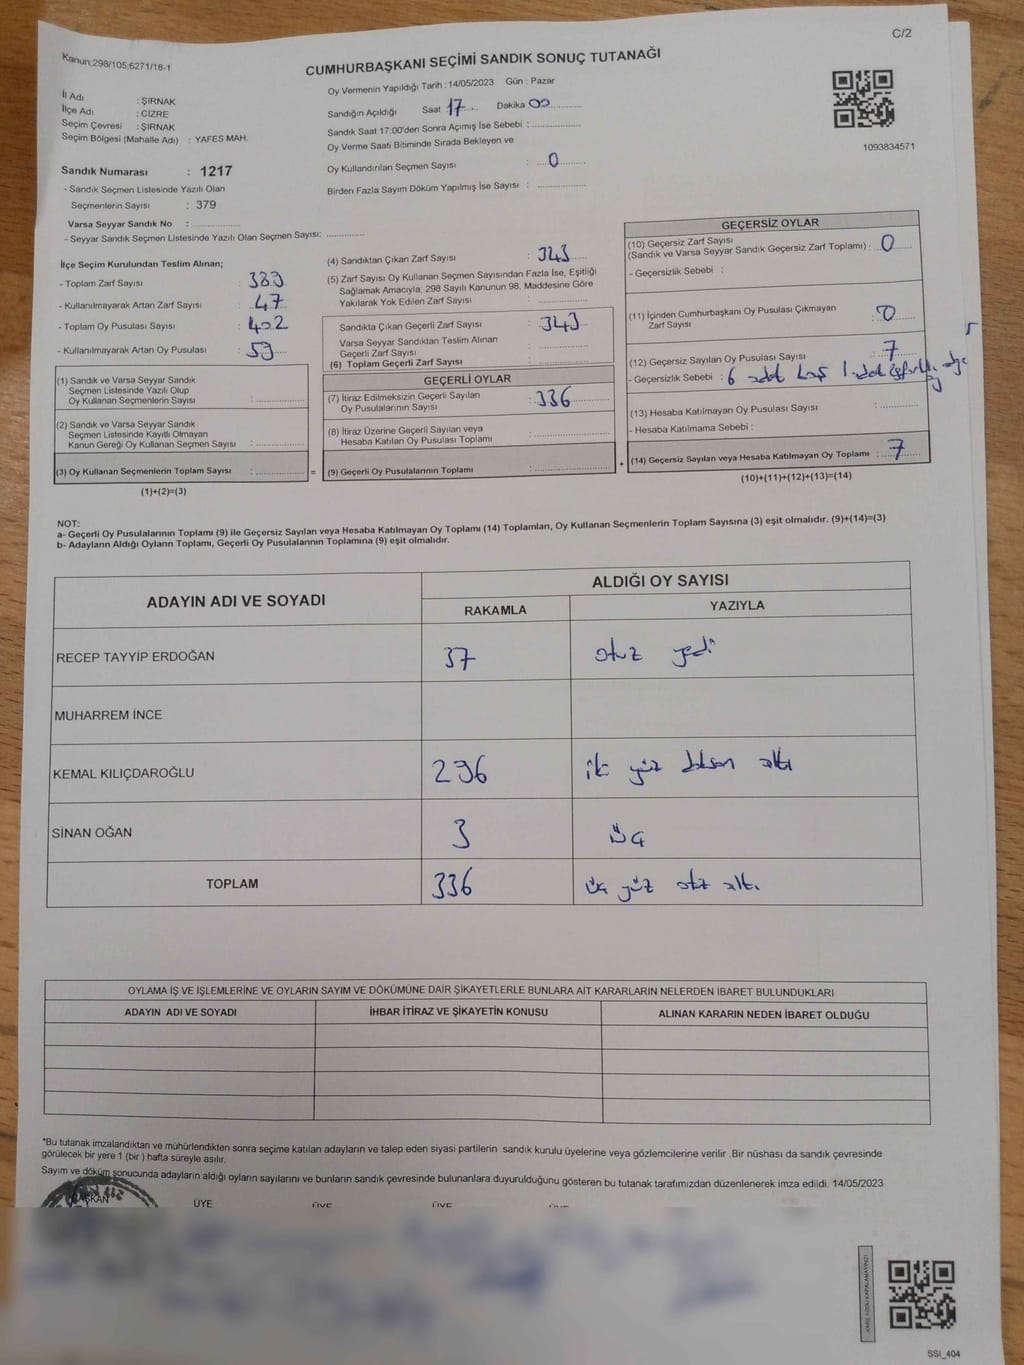 C/2
Kanun;298/105;6271/18-1
CUMHURBAŞKANI SEÇİMİ SANDIK SONUÇ TUTANAĞI
Oy Vermenin Yapıldığı Tarih : 14/05/2023 Gün : Pazar
İl Adı : ŞIRNAK
İlçe Adı : CİZRE
Seçim Çevresi : ŞIRNAK
Seçim Bölgesi (Mahalle Adı) : YAFES MAH.
Sandığın Açıldığı Saat 17 Dakika 00
Sandık Saat 17:00'den Sonra Açımış İse Sebebi :
Oy Verme Saati Bitiminde Sırada Bekleyen ve
Oy Kullandırılan Seçmen Sayısı : 0
Birden Fazla Sayım Döküm Yapılmış İse Sayısı :
1093834571
Sandık Numarası : 1217
- Sandık Seçmen Listesinde Yazılı Olan
Seçmenlerin Sayısı : 379
Varsa Seyyar Sandık No :
- Seyyar Sandık Seçmen Listesinde Yazılı Olan Seçmen Sayısı:
İlçe Seçim Kurulundan Teslim Alınan;
- Toplam Zarf Sayısı : 389
- Kullanılmayarak Artan Zarf Sayısı : 47
- Toplam Oy Pusulası Sayısı : 402
- Kullanılmayarak Artan Oy Pusulası : 59
(1) Sandık ve Varsa Seyyar Sandık
Seçmen Listesinde Yazılı Olup
Oy Kullanan Seçmenlerin Sayısı :
(2) Sandık ve Varsa Seyyar Sandık
Seçmen Listesinde Kayıtlı Olmayan
Kanun Gereği Oy Kullanan Seçmen Sayısı :
(3) Oy Kullanan Seçmenlerin Toplam Sayısı : =
(1)+(2)=(3)
(4) Sandıktan Çıkan Zarf Sayısı : 343
(5) Zarf Sayısı Oy Kullanan Seçmen Sayısından Fazla İse, Eşitliği
Sağlamak Amacıyla; 298 Sayılı Kanunun 98. Maddesine Göre
Yakılarak Yok Edilen Zarf Sayısı :
Sandıkta Çıkan Geçerli Zarf Sayısı : 343
Varsa Seyyar Sandıktan Teslim Alınan
Geçerli Zarf Sayısı :
(6) Toplam Geçerli Zarf Sayısı :
GEÇERLİ OYLAR
(7) İtiraz Edilmeksizin Geçerli Sayılan
Oy Pusulalarının Sayısı : 336
(8) İtiraz Üzerine Geçerli Sayılan veya
Hesaba Katılan Oy Pusulası Toplamı :
(9) Geçerli Oy Pusulalarının Toplamı : +
GEÇERSİZ OYLAR
(10) Geçersiz Zarf Sayısı
(Sandık ve Varsa Seyyar Sandık Geçersiz Zarf Toplamı) : 0
- Geçersizlik Sebebi :
(11) İçinden Cumhurbaşkanı Oy Pusulası Çıkmayan
Zarf Sayısı : 0
(12) Geçersiz Sayılan Oy Pusulası Sayısı : 7
- Geçersizlik Sebebi : 6 adet boş 1 adet
(13) Hesaba Katılmayan Oy Pusulası Sayısı :
- Hesaba Katılmama Sebebi :
(14) Geçersiz Sayılan veya Hesaba Katılmayan Oy Toplamı : 7
(10)+(11)+(12)+(13)=(14)
NOT:
a- Geçerli Oy Pusulalarının Toplamı (9) ile Geçersiz Sayılan veya Hesaba Katılmayan Oy Toplamı (14) Toplamları, Oy Kullanan Seçmenlerin Toplam Sayısına (3) eşit olmalıdır. (9)+(14)=(3)
b- Adayların Aldığı Oyların Toplamı, Geçerli Oy Pusulalarının Toplamına (9) eşit olmalıdır.
ADAYIN ADI VE SOYADI
ALDIĞI OY SAYISI
RAKAMLA YAZIYLA
RECEP TAYYİP ERDOĞAN 37 otuz yedi
MUHARREM İNCE
KEMAL KILIÇDAROĞLU 296 iki yüz doksan altı
SİNAN OĞAN 3 üç
TOPLAM 336 üç yüz otuz altı
OYLAMA İŞ VE İŞLEMLERİNE VE OYLARIN SAYIM VE DÖKÜMÜNE DAİR ŞİKAYETLERLE BUNLARA AİT KARARLARIN NELERDEN İBARET BULUNDUKLARI
ADAYIN ADI VE SOYADI İHBAR İTİRAZ VE ŞİKAYETİN KONUSU ALINAN KARARIN NEDEN İBARET OLDUĞU
*Bu tutanak imzalandıktan ve mühürlendikten sonra seçime katılan adayların ve talep eden siyasi partilerin sandık kurulu üyelerine veya gözlemcilerine verilir .Bir nüshası da sandık çevresinde
görülecek bir yere 1 (bir ) hafta süreyle asılır.
Sayım ve döküm sonucunda adayların aldığı oyların sayılarını ve bunların sandık çevresinde bulunanlara duyurulduğunu gösteren bu tutanak tarafımızdan düzenlenerek imza edildi. 14/05/2023
BAŞKAN ÜYE ÜYE ÜYE ÜYE
SSI_404